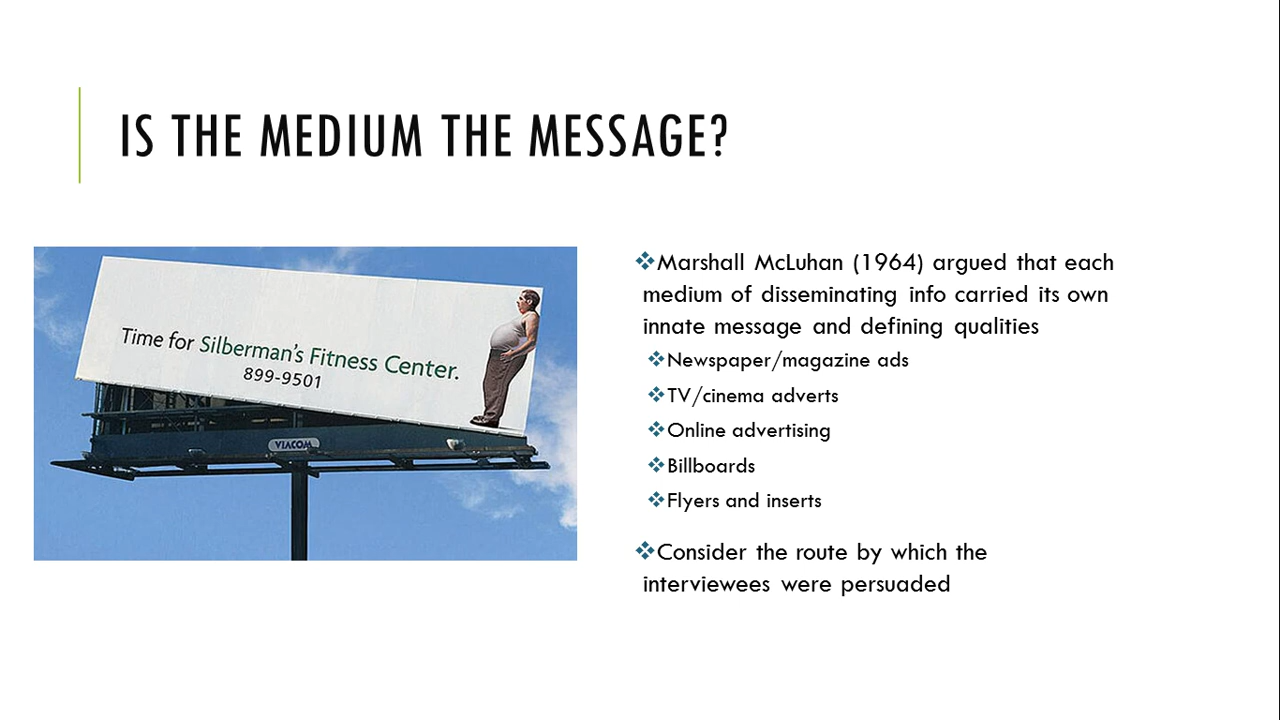 IS THE MEDIUM THE MESSAGE?
Time for Silberman's Fitness Center.
899-9501
VIACOM
❖Marshall McLuhan (1964) argued that each
medium of disseminating info carried its own
innate message and defining qualities
❖Newspaper/magazine ads
❖TV/cinema adverts
❖Online advertising
❖Billboards
❖Flyers and inserts
❖Consider the route by which the
interviewees were persuaded